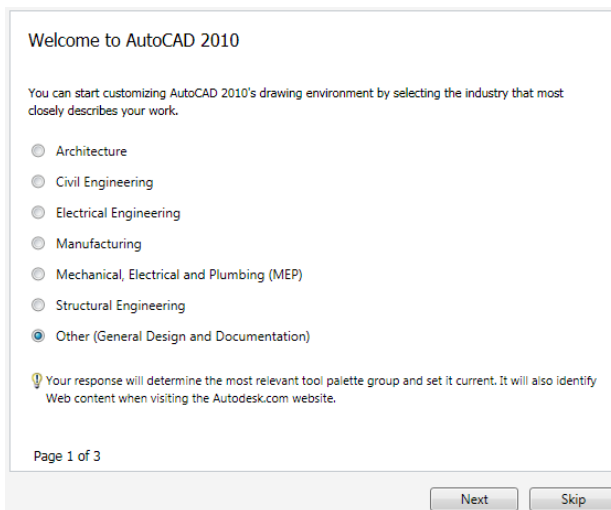 Welcome to AutoCAD 2010
You can start customizing AutoCAD 2010's drawing environment by selecting the industry that most
closely describes your work.
Architecture
Civil Engineering
Electrical Engineering
Manufacturing
Mechanical, Electrical and Plumbing (MEP)
Structural Engineering
Other (General Design and Documentation)
Your response will determine the most relevant tool palette group and set it current. It will also identify
Web content when visiting the Autodesk.com website.
Page 1 of 3
Next Skip